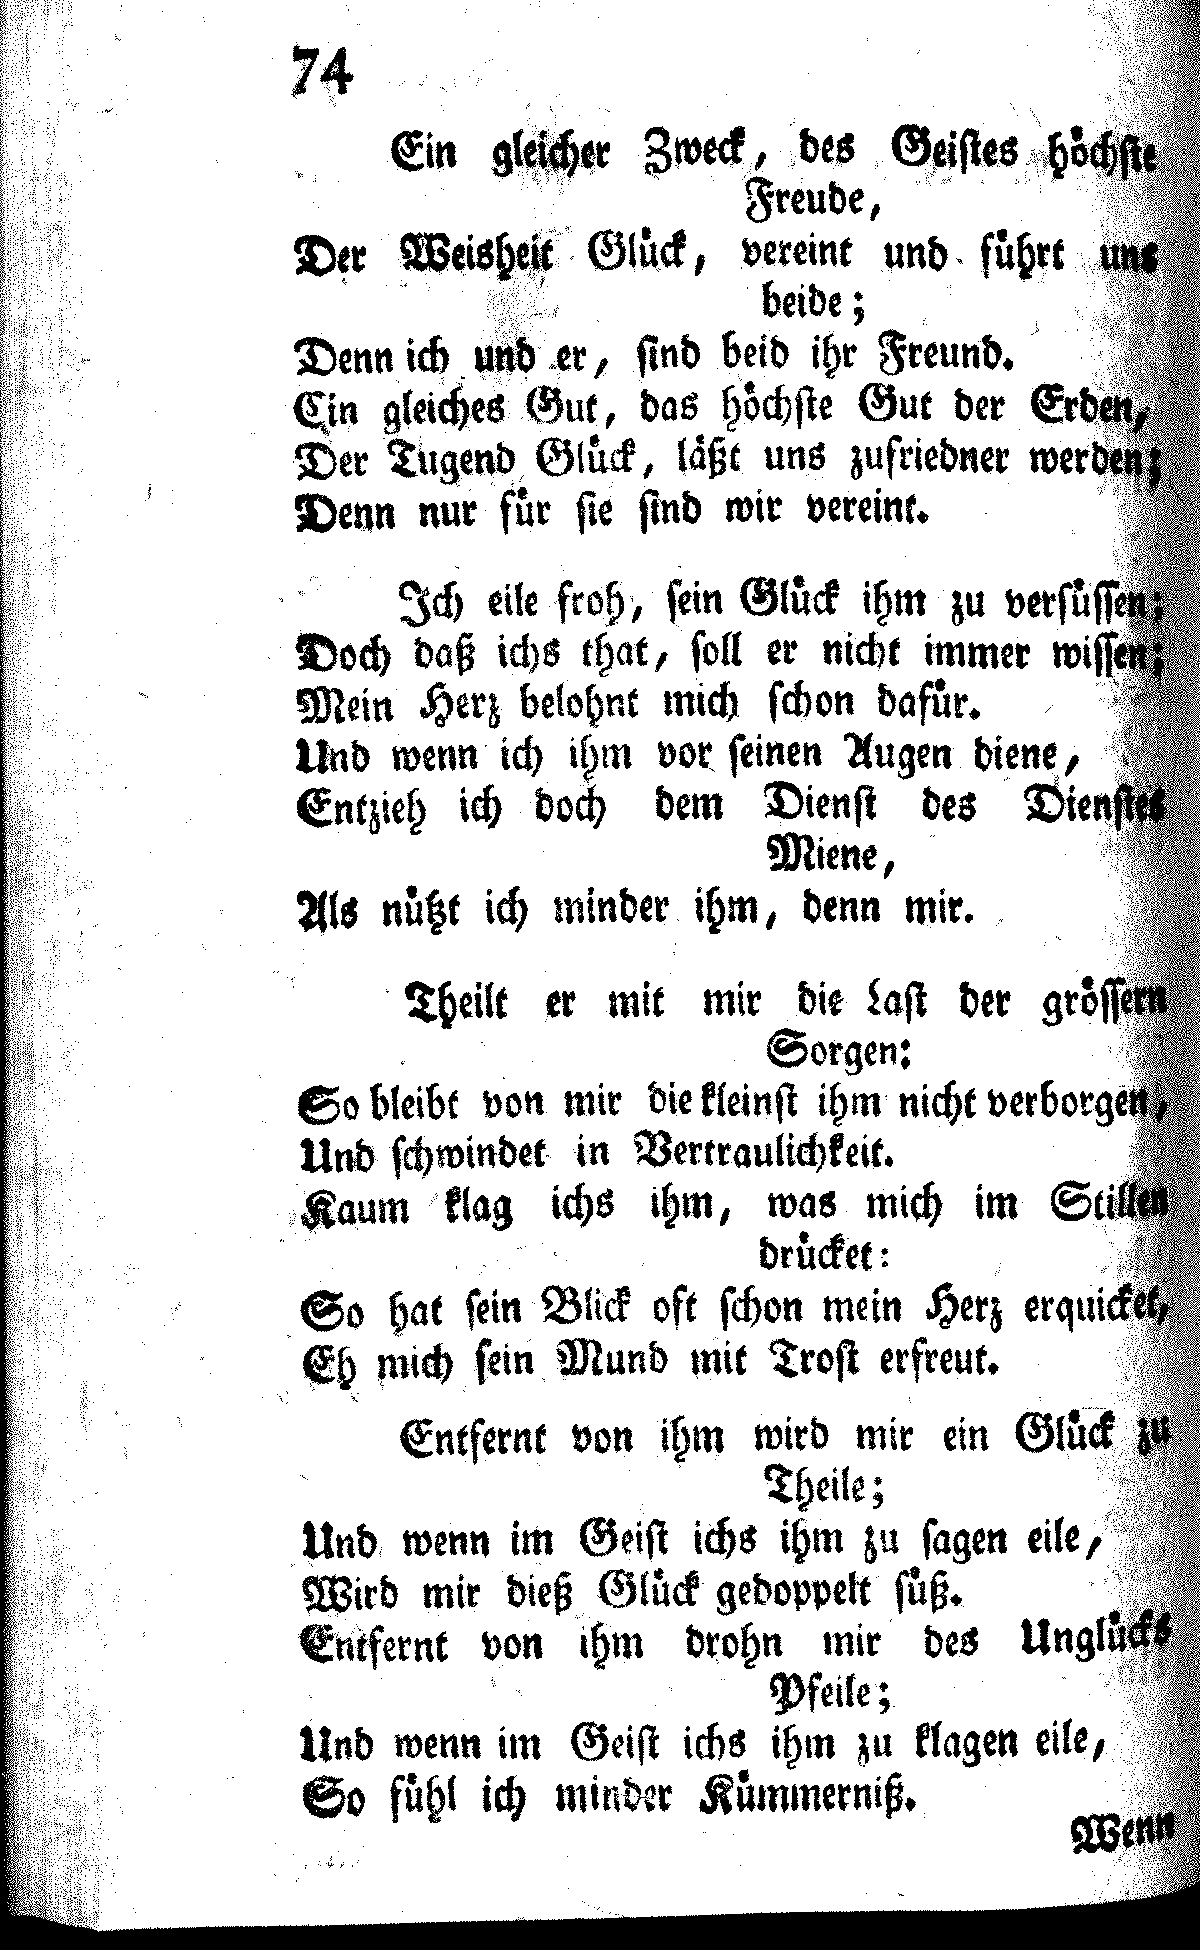 74
Ein gleicher Zweck, des Geistes höchste
Freude,
Der Weisheit Glück, vereint und führt uns
beide;
Denn ich und er, sind beid ihr Freund.
Ein gleiches Gut, das höchste Gut der Erden,
Der Tugend Glück, läßt uns zufriedner werden;
Denn nur für sie sind wir vereint.
Ich eile froh, sein Glück ihm zu versüssen;
Doch daß ichs that, soll er nicht immer wissen;
Mein Herz belohnt mich schon dafür.
Und wenn ich ihm vor seinen Augen diene,
Entzieh ich doch dem Dienst des Dienstes
Miene,
Als nützt ich minder ihm, denn mir.
Theilt er mit mir die Last der grössern
Sorgen:
So bleibt von mir die kleinst ihm nicht verborgen,
Und schwindet in Vertraulichkeit.
Kaum klag ichs ihm, was mich im Stillen
drücket:
So hat sein Blick oft schon mein Herz erquicket,
Eh mich sein Mund mit Trost erfreut.
Entfernt von ihm wird mir ein Glück zu
Theile;
Und wenn im Geist ichs ihm zu sagen eile,
Wird mir dieß Glück gedoppelt süß.
Entfernt von ihm drohn mir des Unglücks
Pfeile;
Und wenn im Geist ichs ihm zu klagen eile,
So fühl ich minder Kümmerniß.
Wenn